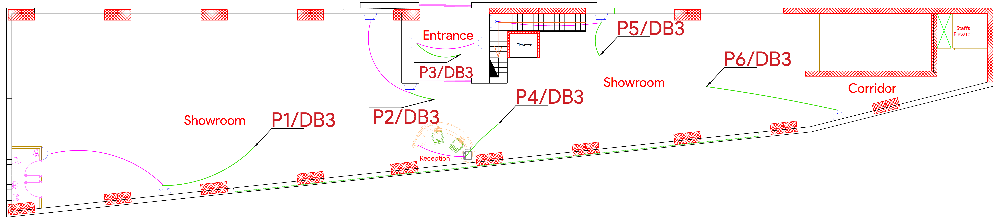 P5/DB3
Staffs
Elevator
Entrance
Elevator
P6/DB3
P3/DB3
Showroom
Corridor
P4/DB3
P2/DB3
P1/DB3
Showroom
Reception